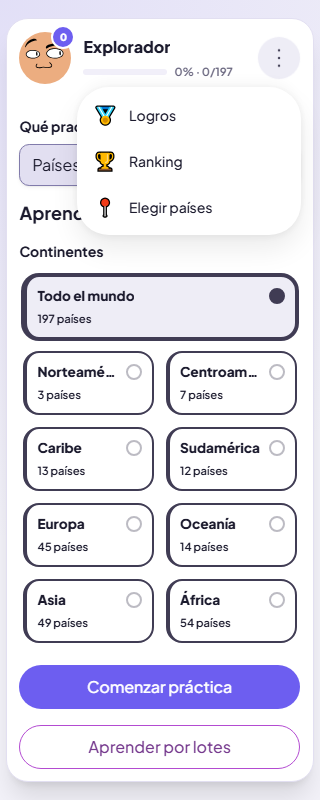 0
Explorador
0% · 0/197
Logros
Ranking
Elegir países
Qué
Países
Continentes
Todo el mundo
197 países
Norteamé…
Centroam…
3 países
7 países
Caribe
Sudamérica
13 países
12 países
Europa
Oceanía
45 países
14 países
Asia
África
49 países
54 países
Comenzar práctica
Aprender por lotes